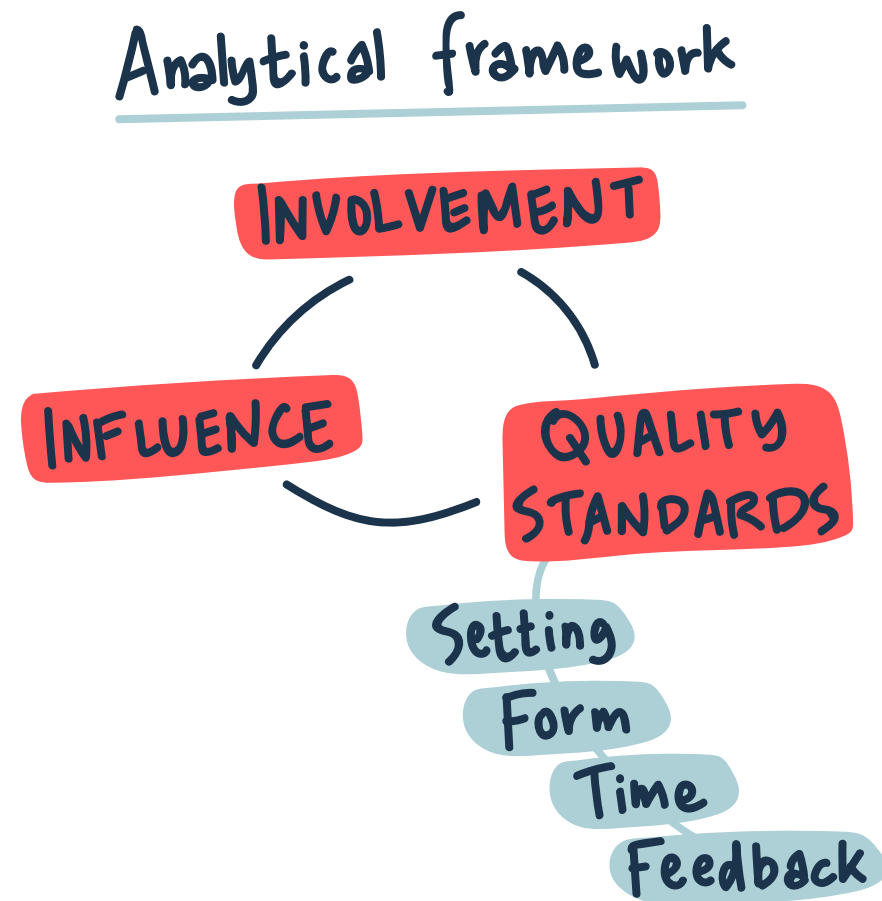 Analytical framework
INVOLVEMENT
INFLUENCE
QUALITY
STANDARDS
Setting
Form
Time
Feedback